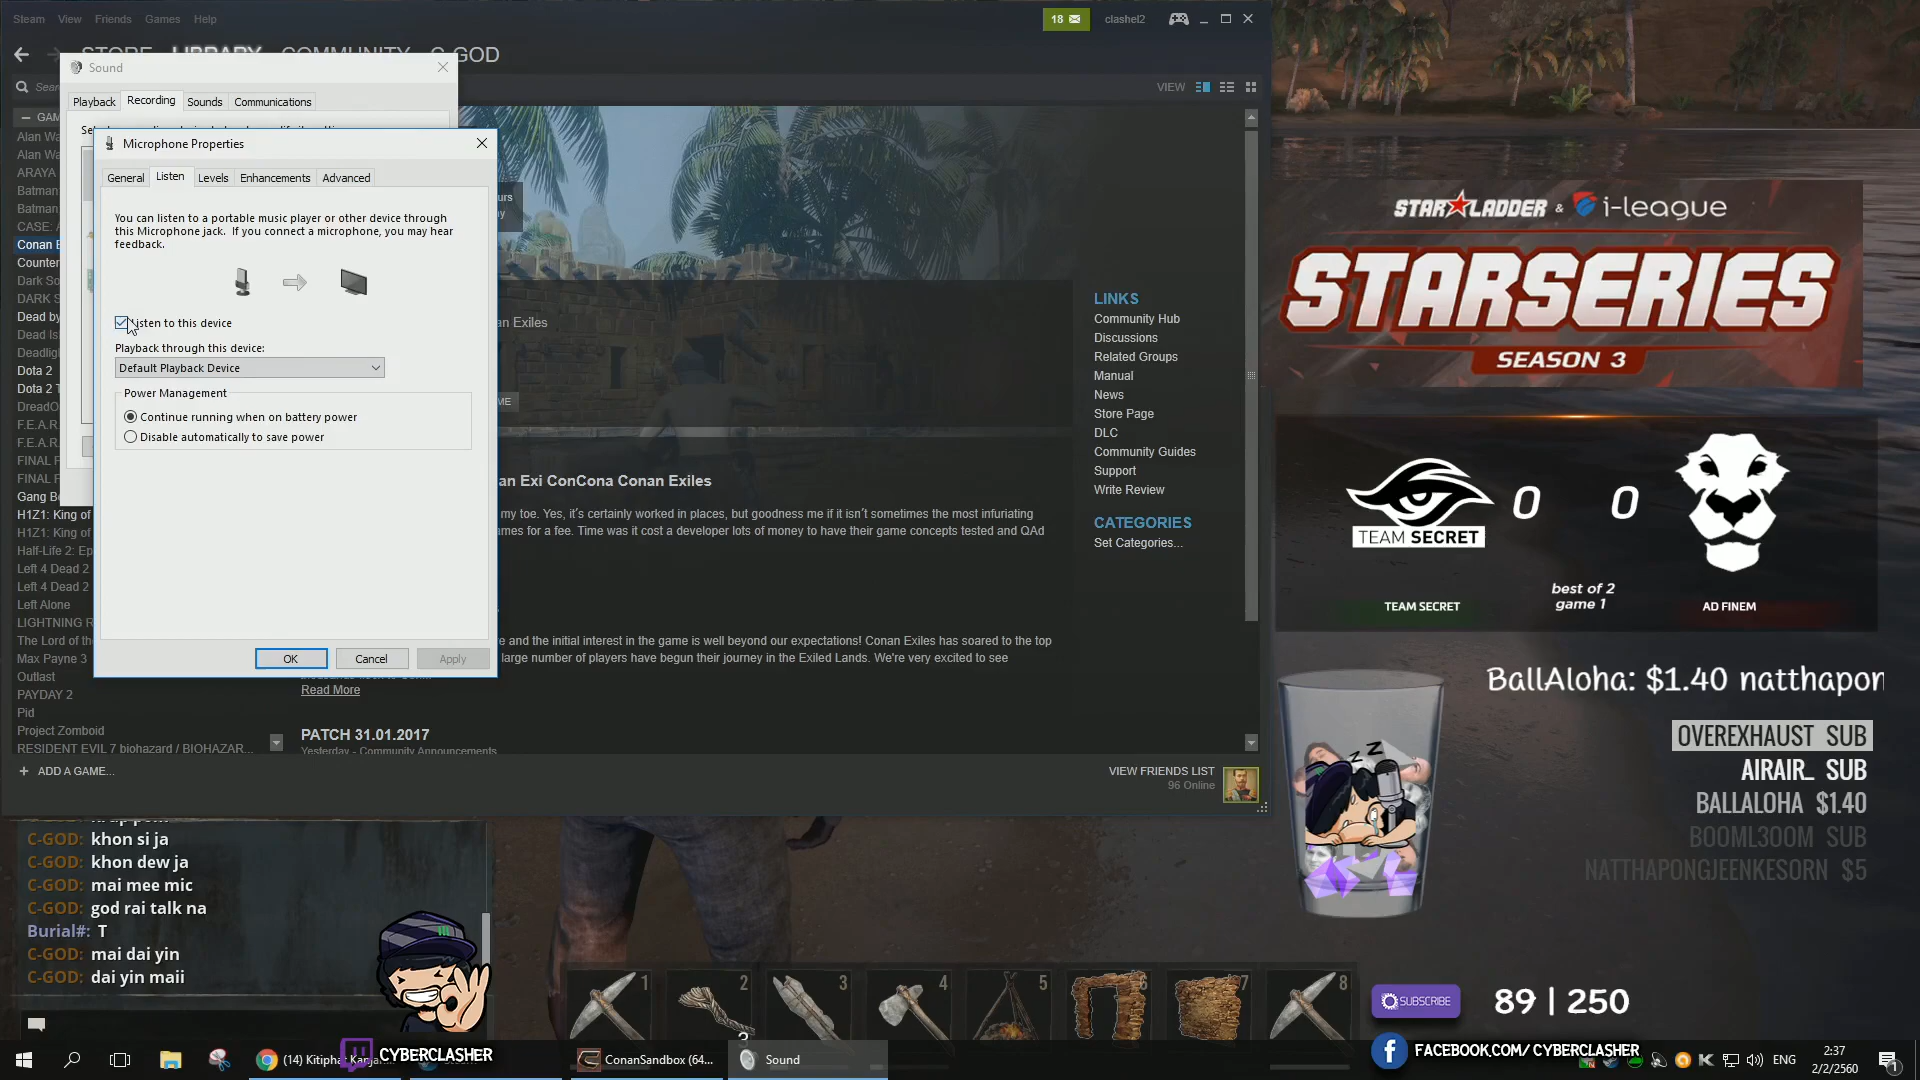 Steam View Friends Games Help
18 clashel2
STORE LIBRARY COMMUNITY C-GOD
Sound
VIEW
Playback Recording Sounds Communications
Microphone Properties
General Listen Levels Enhancements Advanced
You can listen to a portable music player or other device through
this Microphone jack. If you connect a microphone, you may hear
feedback.
Listen to this device
Playback through this device:
Default Playback Device
Power Management
Continue running when on battery power
Disable automatically to save power
OK Cancel Apply
Alan Wa
Alan Wa
ARAYA
Batman
Batman
CASE: A
Conan E
Counter
Dark So
DARK S
Dead by
Dead Is
Deadligh
Dota 2
Dota 2 T
DreadO
F.E.A.R.
F.E.A.R.
FINAL F
FINAL F
Gang Be
H1Z1: King of
H1Z1: King of
Half-Life 2: Ep
Left 4 Dead 2
Left 4 Dead 2
Left Alone
LIGHTNING R
The Lord of the
Max Payne 3
Outlast
PAYDAY 2
Pid
Project Zomboid
RESIDENT EVIL 7 biohazard / BIOHAZAR...
+ ADD A GAME...
an Exiles
an Exi ConCona Conan Exiles
my toe. Yes, it's certainly worked in places, but goodness me if it isn't sometimes the most infuriating
ames for a fee. Time was it cost a developer lots of money to have their game concepts tested and QAd
e and the initial interest in the game is well beyond our expectations! Conan Exiles has soared to the top
large number of players have begun their journey in the Exiled Lands. We're very excited to see
Read More
PATCH 31.01.2017
Yesterday - Community Announcements
LINKS
Community Hub
Discussions
Related Groups
Manual
News
Store Page
DLC
Community Guides
Support
Write Review
CATEGORIES
Set Categories...
VIEW FRIENDS LIST
96 Online
STARLADDER & i-league
STARSERIES
SEASON 3
TEAM SECRET 0 0
best of 2
game 1
TEAM SECRET AD FINEM
BallAloha: $1.40 natthapon
OVEREXHAUST SUB
AIRAIR_ SUB
BALLALOHA $1.40
BOOML3OOM SUB
NATTHAPONGJEENKESORN $5
C-GOD: khon si ja
C-GOD: khon dew ja
C-GOD: mai mee mic
C-GOD: god rai talk na
Burial#: T
C-GOD: mai dai yin
C-GOD: dai yin maii
1 2 3 4 5 6 7 8
SUBSCRIBE 89 | 250
(14) Kitiphat Kanja
CYBERCLASHER
ConanSandbox (64...
Sound
FACEBOOK.COM/ CYBERCLASHER
ENG
2:37
2/2/2560